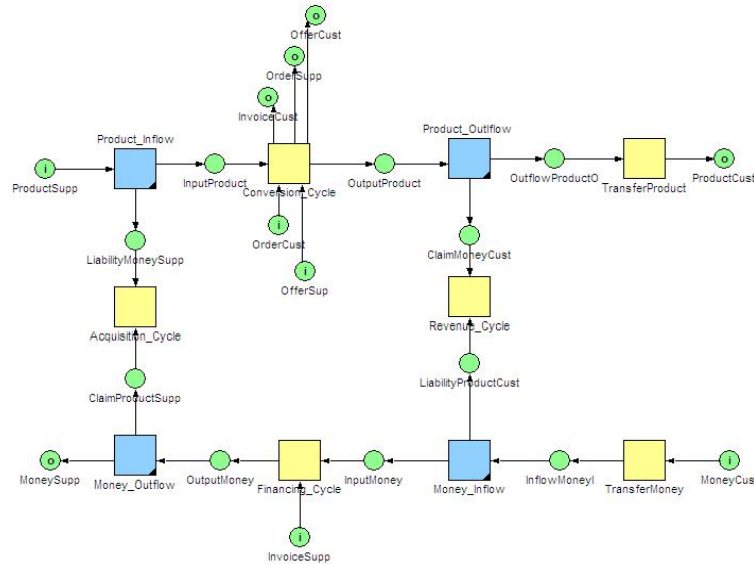 o
OfferCust
o
OrderSupp
o
InvoiceCust
Product_Inflow
Product_Outlfow
i
o
ProductSupp
InputProduct
Conversion_Cycle
OutputProduct
OutflowProductO
TransferProduct
ProductCust
i
OrderCust
LiabilityMoneySupp
ClaimMoneyCust
i
OfferSup
Acquisition_Cycle
Revenue_Cycle
ClaimProductSupp
LiabilityProductCust
o
i
MoneySupp
Money_Outflow
OutputMoney
Financing_Cycle
InputMoney
Money_Inflow
InflowMoneyI
TransferMoney
MoneyCust
i
InvoiceSupp